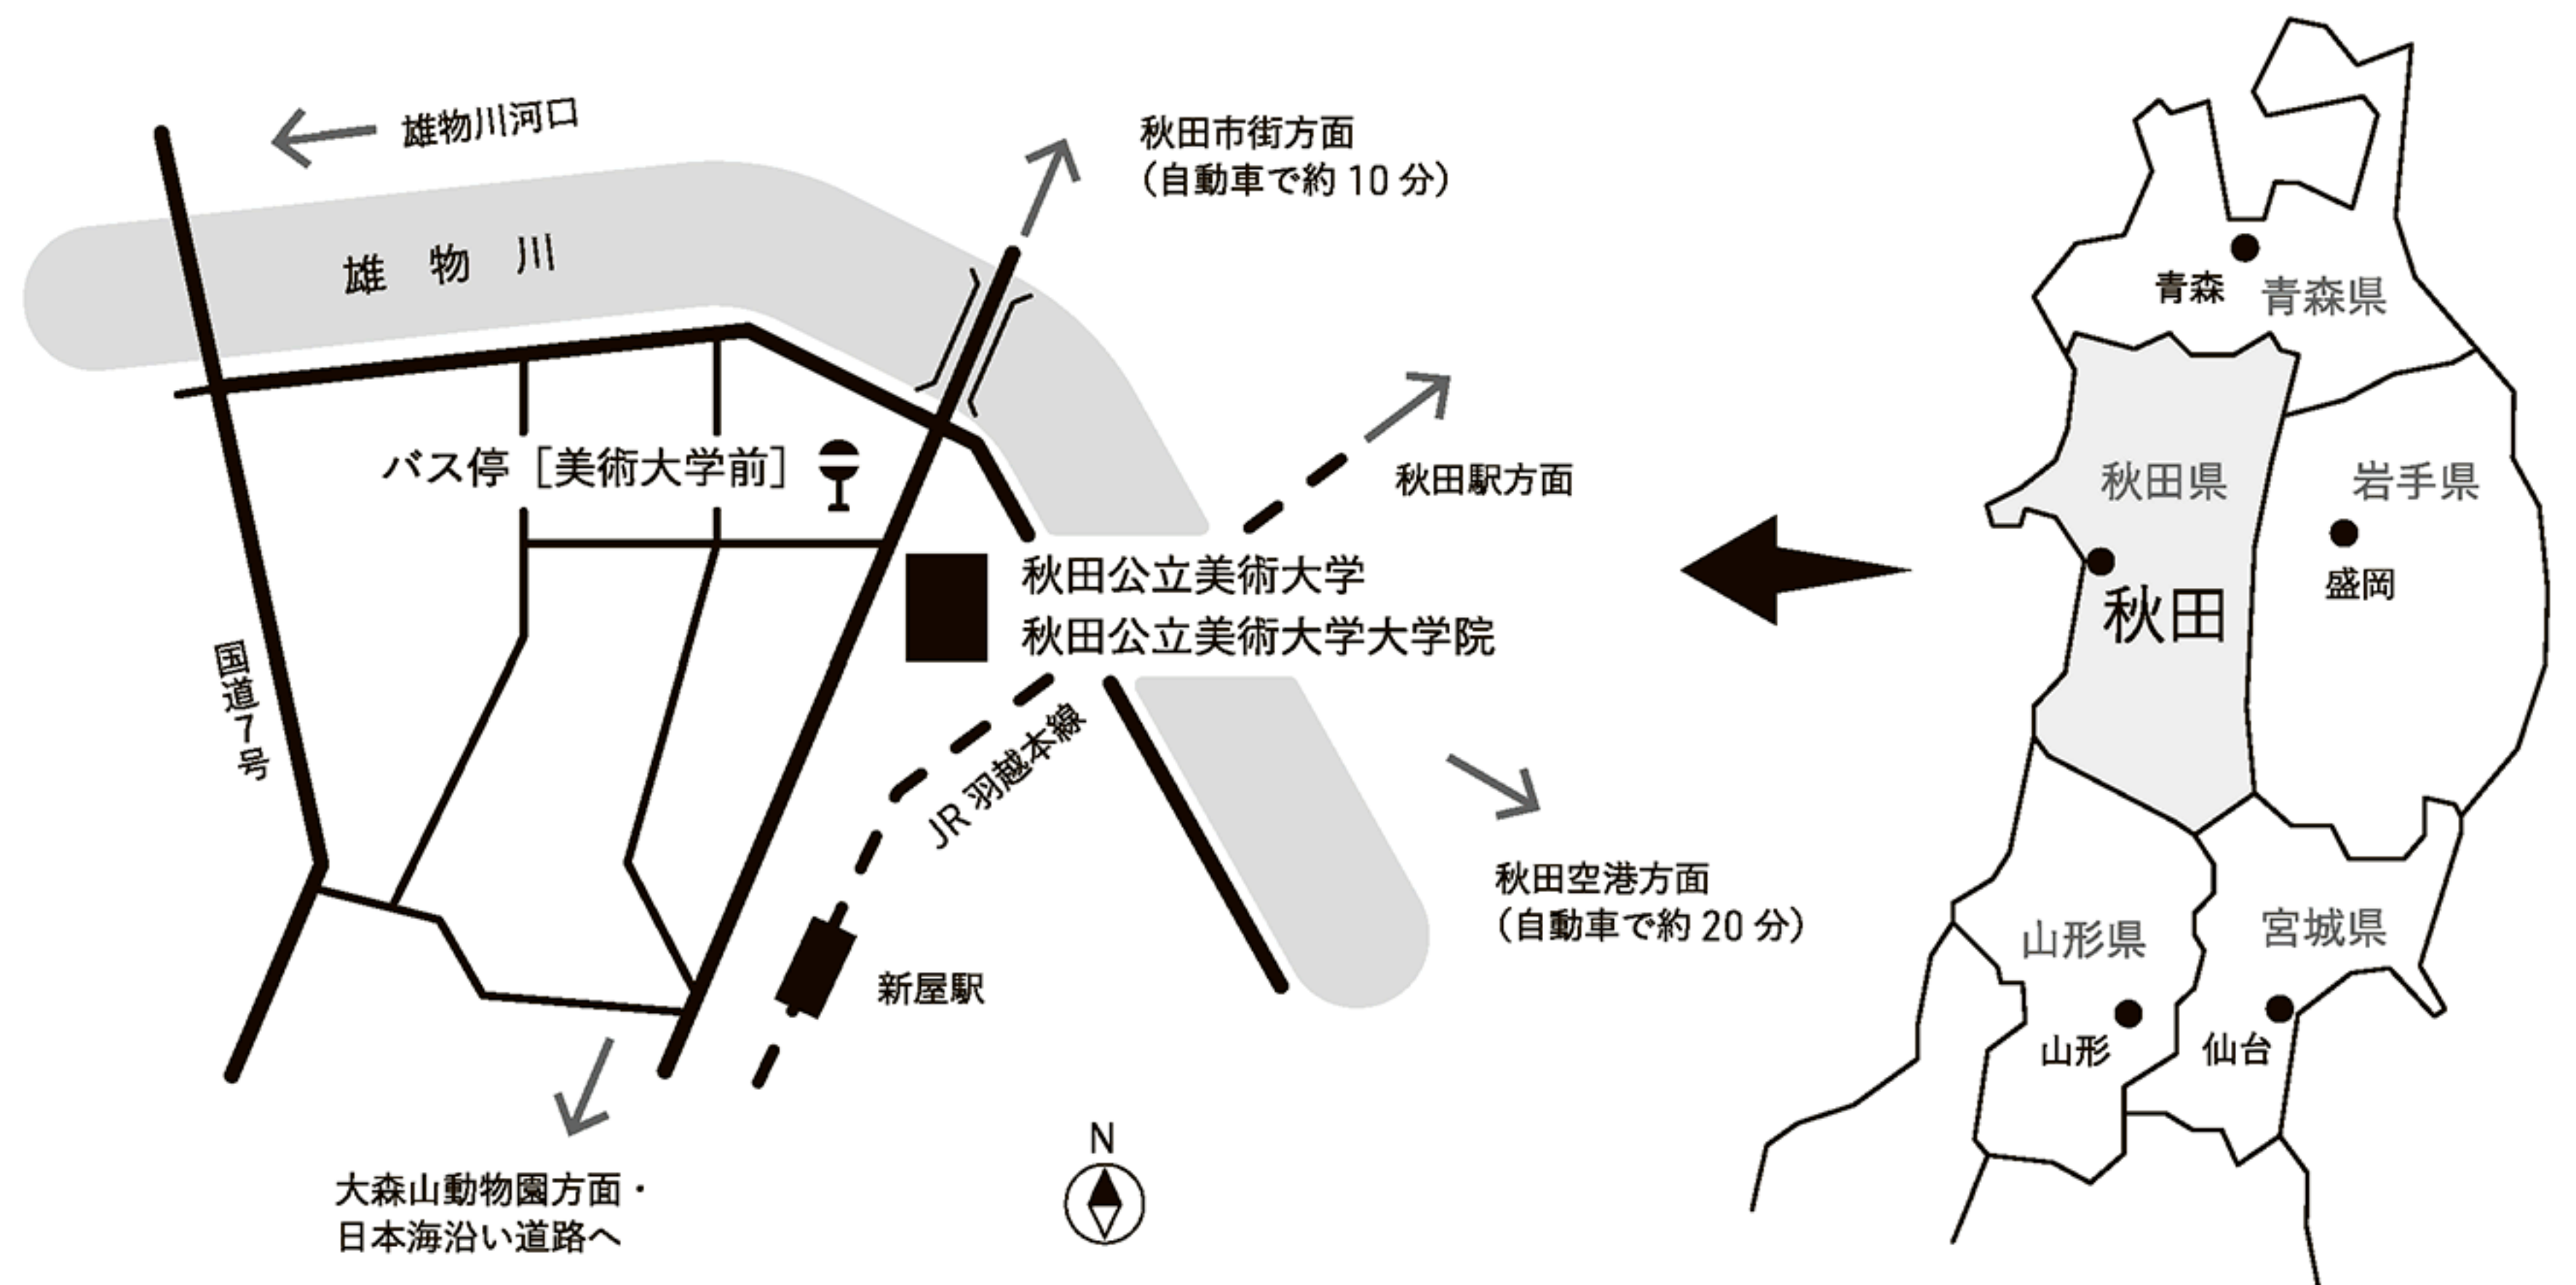 雄物川河口
雄物川
秋田市街方面
（自動車で約10分）
バス停［美術大学前］
秋田駅方面
秋田公立美術大学
秋田公立美術大学大学院
国道7号
JR羽越本線
秋田空港方面
（自動車で約20分）
新屋駅
大森山動物園方面・
日本海沿い道路へ
N
青森
青森県
秋田県
岩手県
盛岡
秋田
山形県
宮城県
山形
仙台